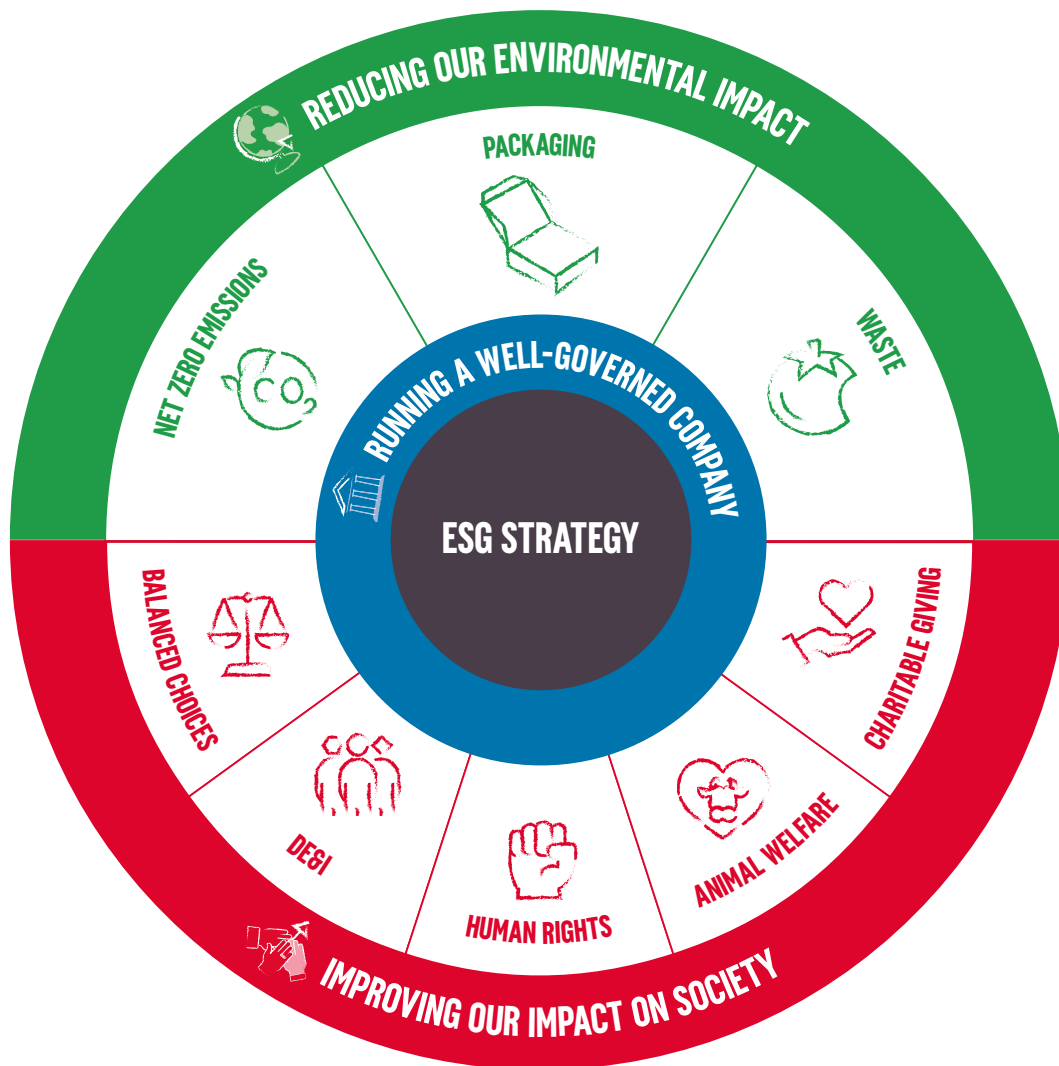 REDUCING OUR ENVIRONMENTAL IMPACT
PACKAGING
NET ZERO EMISSIONS
CO₂
WASTE
RUNNING A WELL-GOVERNED COMPANY
ESG STRATEGY
BALANCED CHOICES
CHARITABLE GIVING
DE&I
ANIMAL WELFARE
HUMAN RIGHTS
IMPROVING OUR IMPACT ON SOCIETY